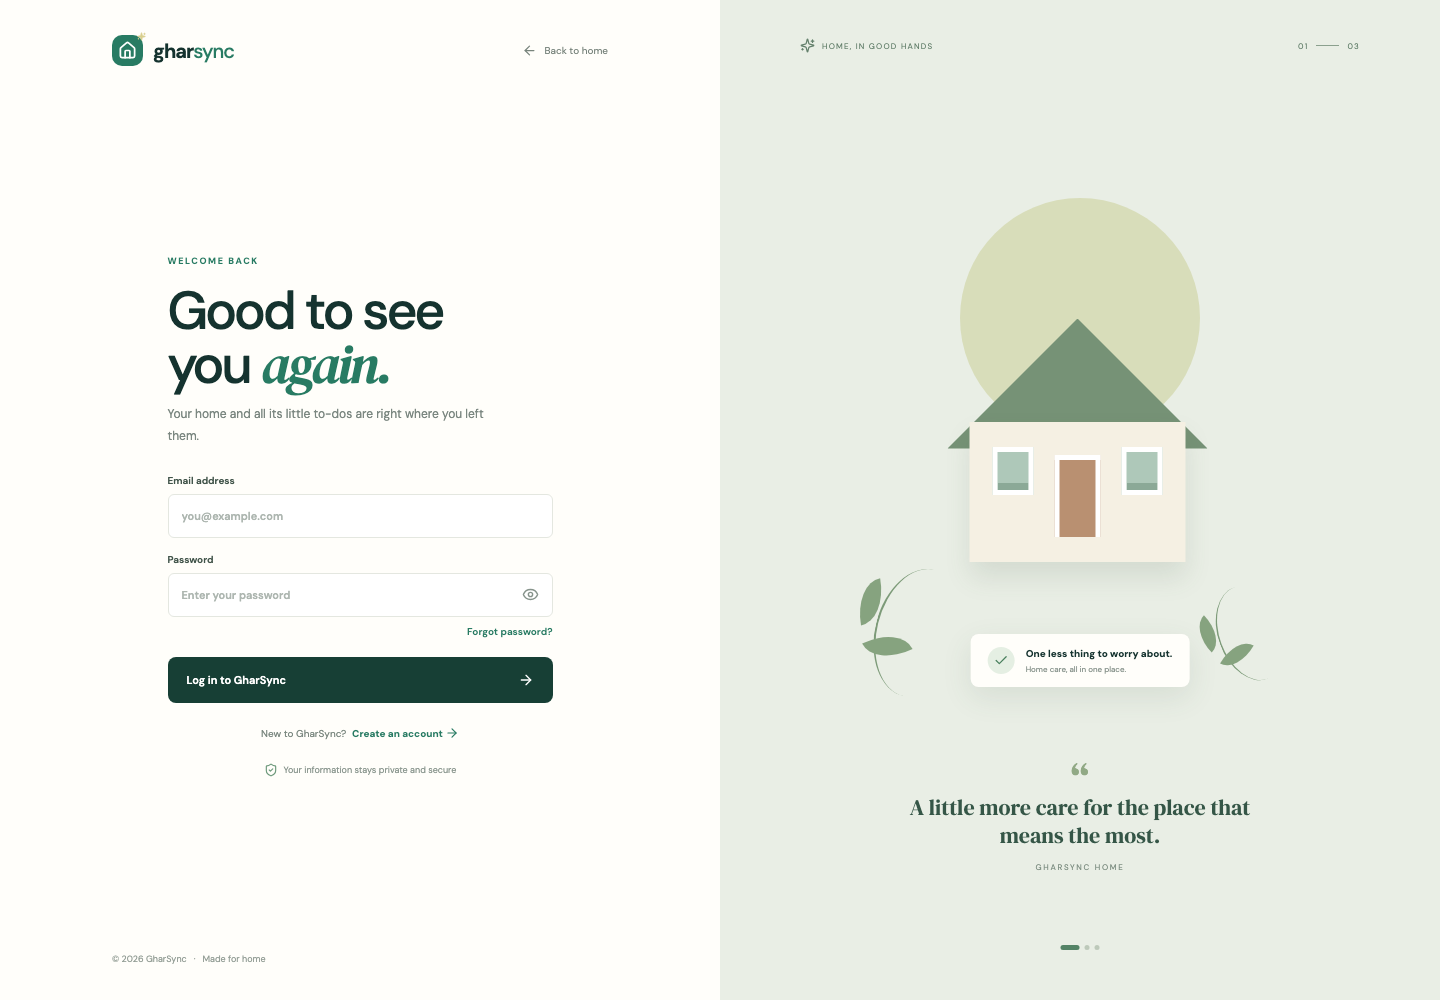 gharsync
Back to home
WELCOME BACK
Good to see
you again.
Your home and all its little to-dos are right where you left
them.
Email address
you@example.com
Password
Enter your password
Forgot password?
Log in to GharSync
New to GharSync? Create an account
Your information stays private and secure
© 2026 GharSync · Made for home
HOME, IN GOOD HANDS
01 03
One less thing to worry about.
Home care, all in one place.
“
A little more care for the place that
means the most.
GHARSYNC HOME